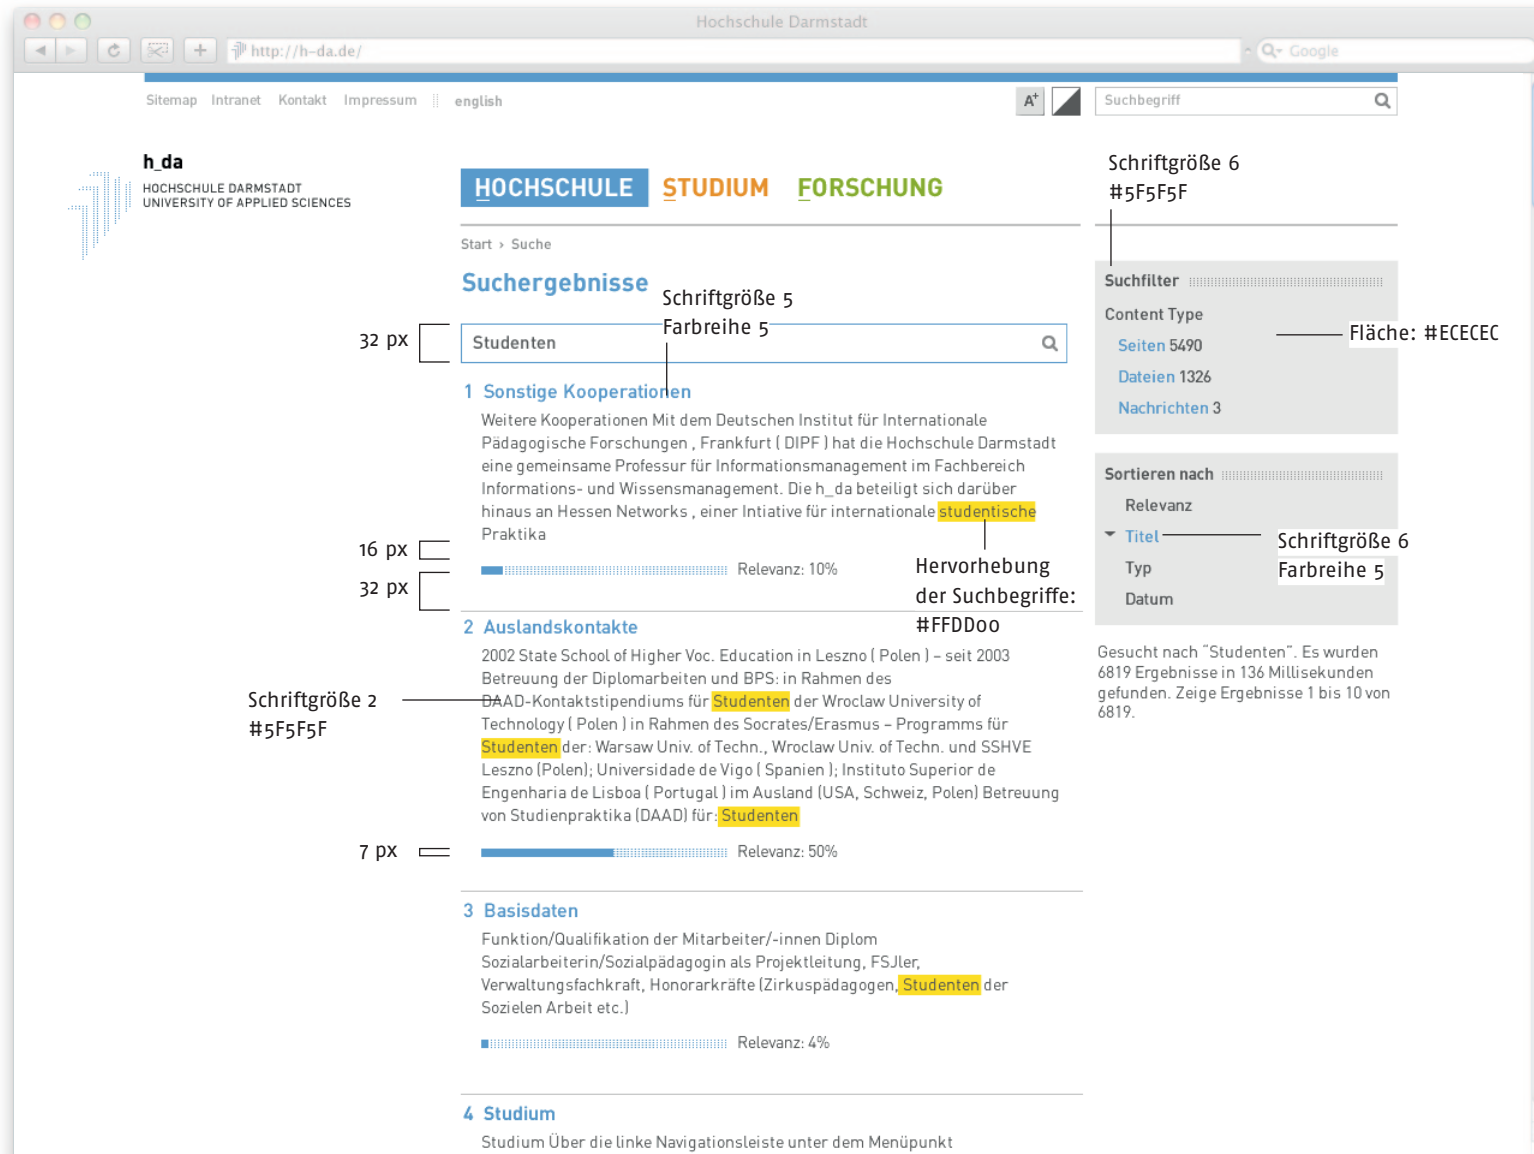 Hochschule Darmstadt
http://h-da.de/
Google
Sitemap Intranet Kontakt Impressum english
A+
Suchbegriff
h_da
HOCHSCHULE DARMSTADT
UNIVERSITY OF APPLIED SCIENCES
HOCHSCHULE STUDIUM FORSCHUNG
Schriftgröße 6
#5F5F5F
Start › Suche
Suchergebnisse
Schriftgröße 5
Farbreihe 5
32 px
Studenten
1 Sonstige Kooperationen
Weitere Kooperationen Mit dem Deutschen Institut für Internationale
Pädagogische Forschungen , Frankfurt ( DIPF ) hat die Hochschule Darmstadt
eine gemeinsame Professur für Informationsmanagement im Fachbereich
Informations- und Wissensmanagement. Die h_da beteiligt sich darüber
hinaus an Hessen Networks , einer Intiative für internationale studentische
Praktika
16 px
Relevanz: 10%
32 px
Hervorhebung
der Suchbegriffe:
#FFDD00
2 Auslandskontakte
2002 State School of Higher Voc. Education in Leszno ( Polen ) – seit 2003
Betreuung der Diplomarbeiten und BPS: in Rahmen des
DAAD-Kontaktstipendiums für Studenten der Wroclaw University of
Technology ( Polen ) in Rahmen des Socrates/Erasmus – Programms für
Studenten der: Warsaw Univ. of Techn., Wroclaw Univ. of Techn. und SSHVE
Leszno (Polen); Universidade de Vigo ( Spanien ); Instituto Superior de
Engenharia de Lisboa ( Portugal ) im Ausland (USA, Schweiz, Polen) Betreuung
von Studienpraktika (DAAD) für: Studenten
Schriftgröße 2
#5F5F5F
7 px
Relevanz: 50%
3 Basisdaten
Funktion/Qualifikation der Mitarbeiter/-innen Diplom
Sozialarbeiterin/Sozialpädagogin als Projektleitung, FSJler,
Verwaltungsfachkraft, Honorarkräfte (Zirkuspädagogen, Studenten der
Sozielen Arbeit etc.)
Relevanz: 4%
4 Studium
Studium Über die linke Navigationsleiste unter dem Menüpunkt
Suchfilter
Content Type
Seiten 5490
Dateien 1326
Nachrichten 3
Fläche: #ECECEC
Sortieren nach
Relevanz
Titel
Typ
Datum
Schriftgröße 6
Farbreihe 5
Gesucht nach "Studenten". Es wurden
6819 Ergebnisse in 136 Millisekunden
gefunden. Zeige Ergebnisse 1 bis 10 von
6819.